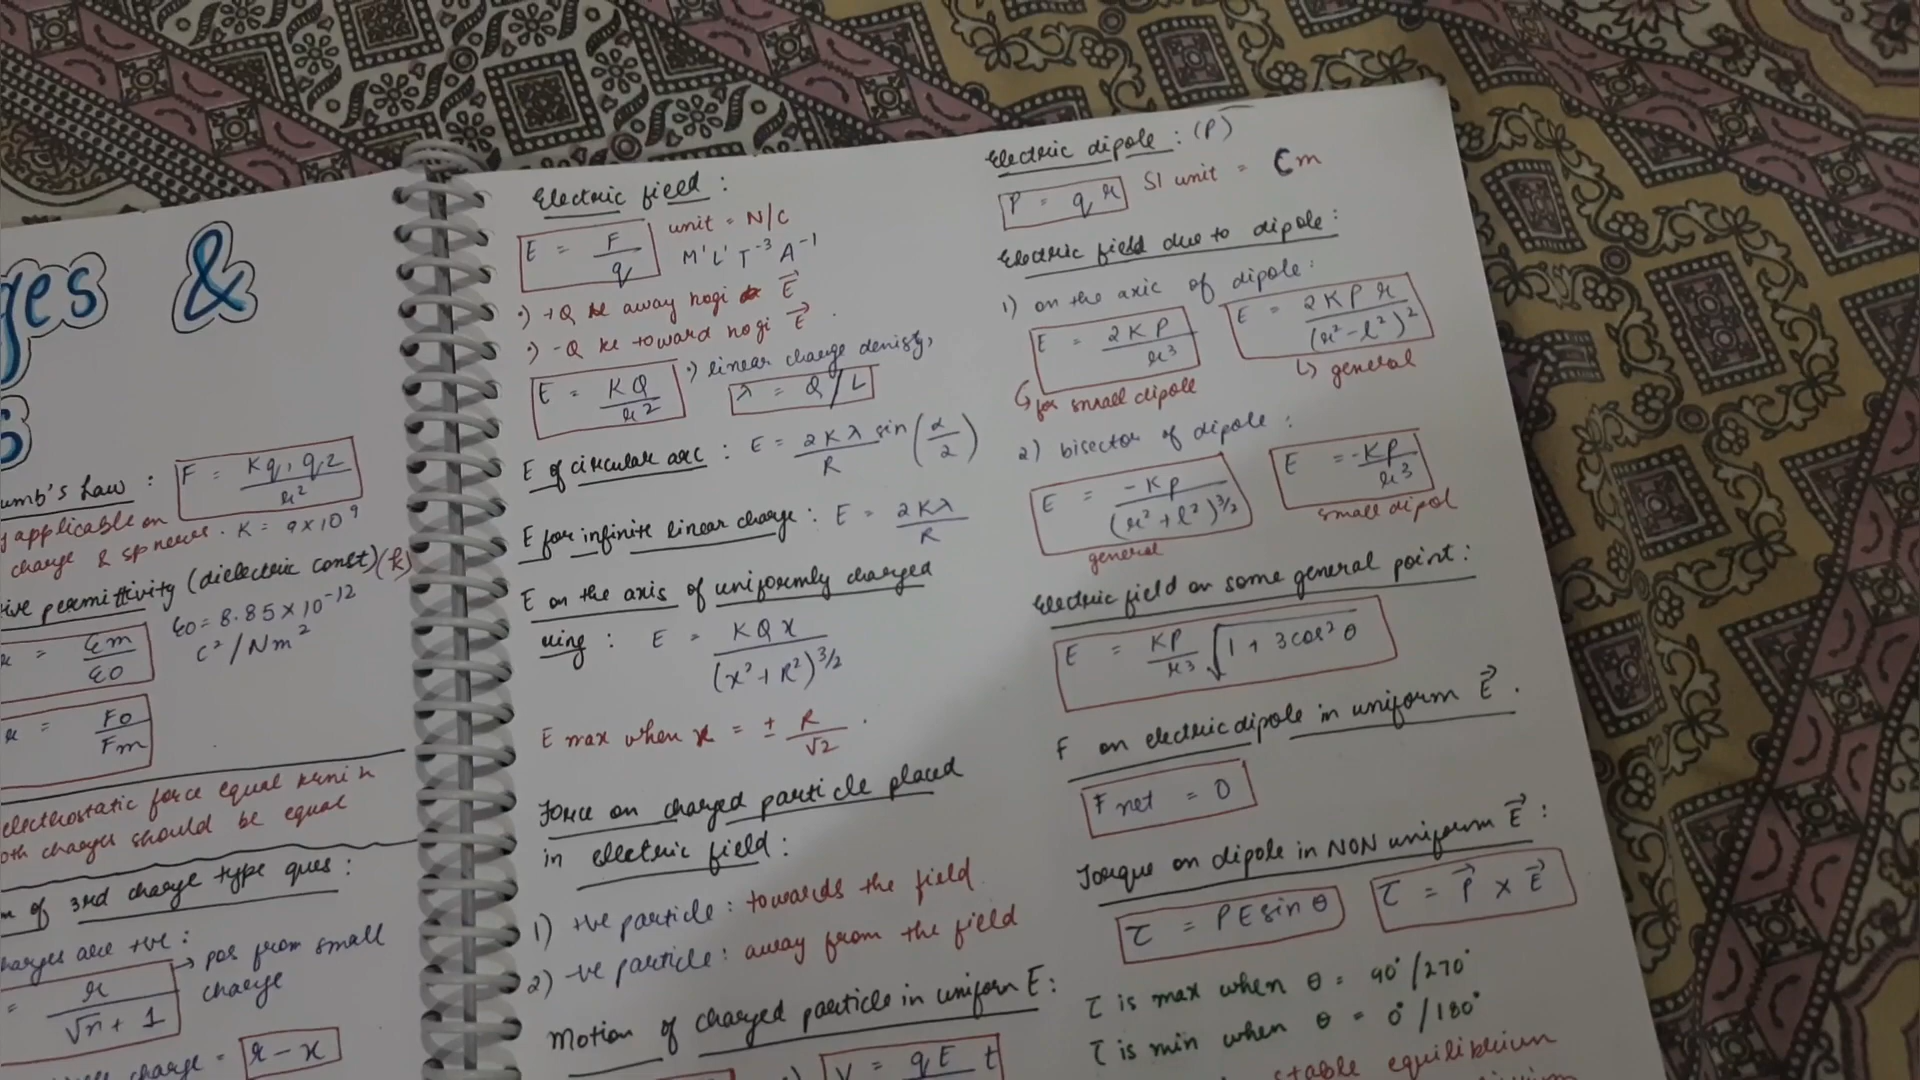 ges &
s
umb's Law : F = Kq1q2 / r²
y applicable on
charge & spheres. K = 9×10⁹
tive permittivity (dielectric const)(k)
r = εm / ε0 ε0 = 8.85×10⁻¹²
C²/Nm²
r = F0 / Fm
electrostatic force equal
oth charges should be equal
m of 3rd charge type ques :
harges are +ve :
= r / √n + 1 → pos from small
charge
charge = r - x
Electric field :
E = F / q unit = N/C
M¹L¹T⁻³A⁻¹
•) +Q ke away hogi E⃗
•) -Q ke toward hogi E⃗.
E = KQ / r² •) linear charge denisty,
λ = Q/L
E of circular arc : E = 2Kλ / R sin (α/2)
E for infinite linear charge : E = 2Kλ / R
E on the axis of uniformly charged
ring : E = KQx / (x² + R²)^3/2
E max when x = ± R / √2 .
Force on charged particle placed
in electric field :
1) +ve particle : towards the field
2) -ve particle : away from the field
Motion of charged particle in uniform E :
V = qE t
Electric dipole : (P⃗)
P = qr SI unit = Cm
Electric field due to dipole :
1) on the axic of dipole :
E = 2KP / r³ E = 2KPr / (r² - l²)²
↳ for small dipole ↳ general
2) bisector of dipole :
E = -KP / (r² + l²)^3/2 E = -KP / r³
general small dipol
Electric field on some general point :
E = KP / r³ √1 + 3cos²θ
F on electric dipole in uniform E⃗ .
F net = 0
Torque on dipole in NON uniform E⃗ :
τ = PE sin θ τ = P⃗ × E⃗
τ is max when θ = 90°/270°
τ is min when θ = 0°/180°
stable equilibrium